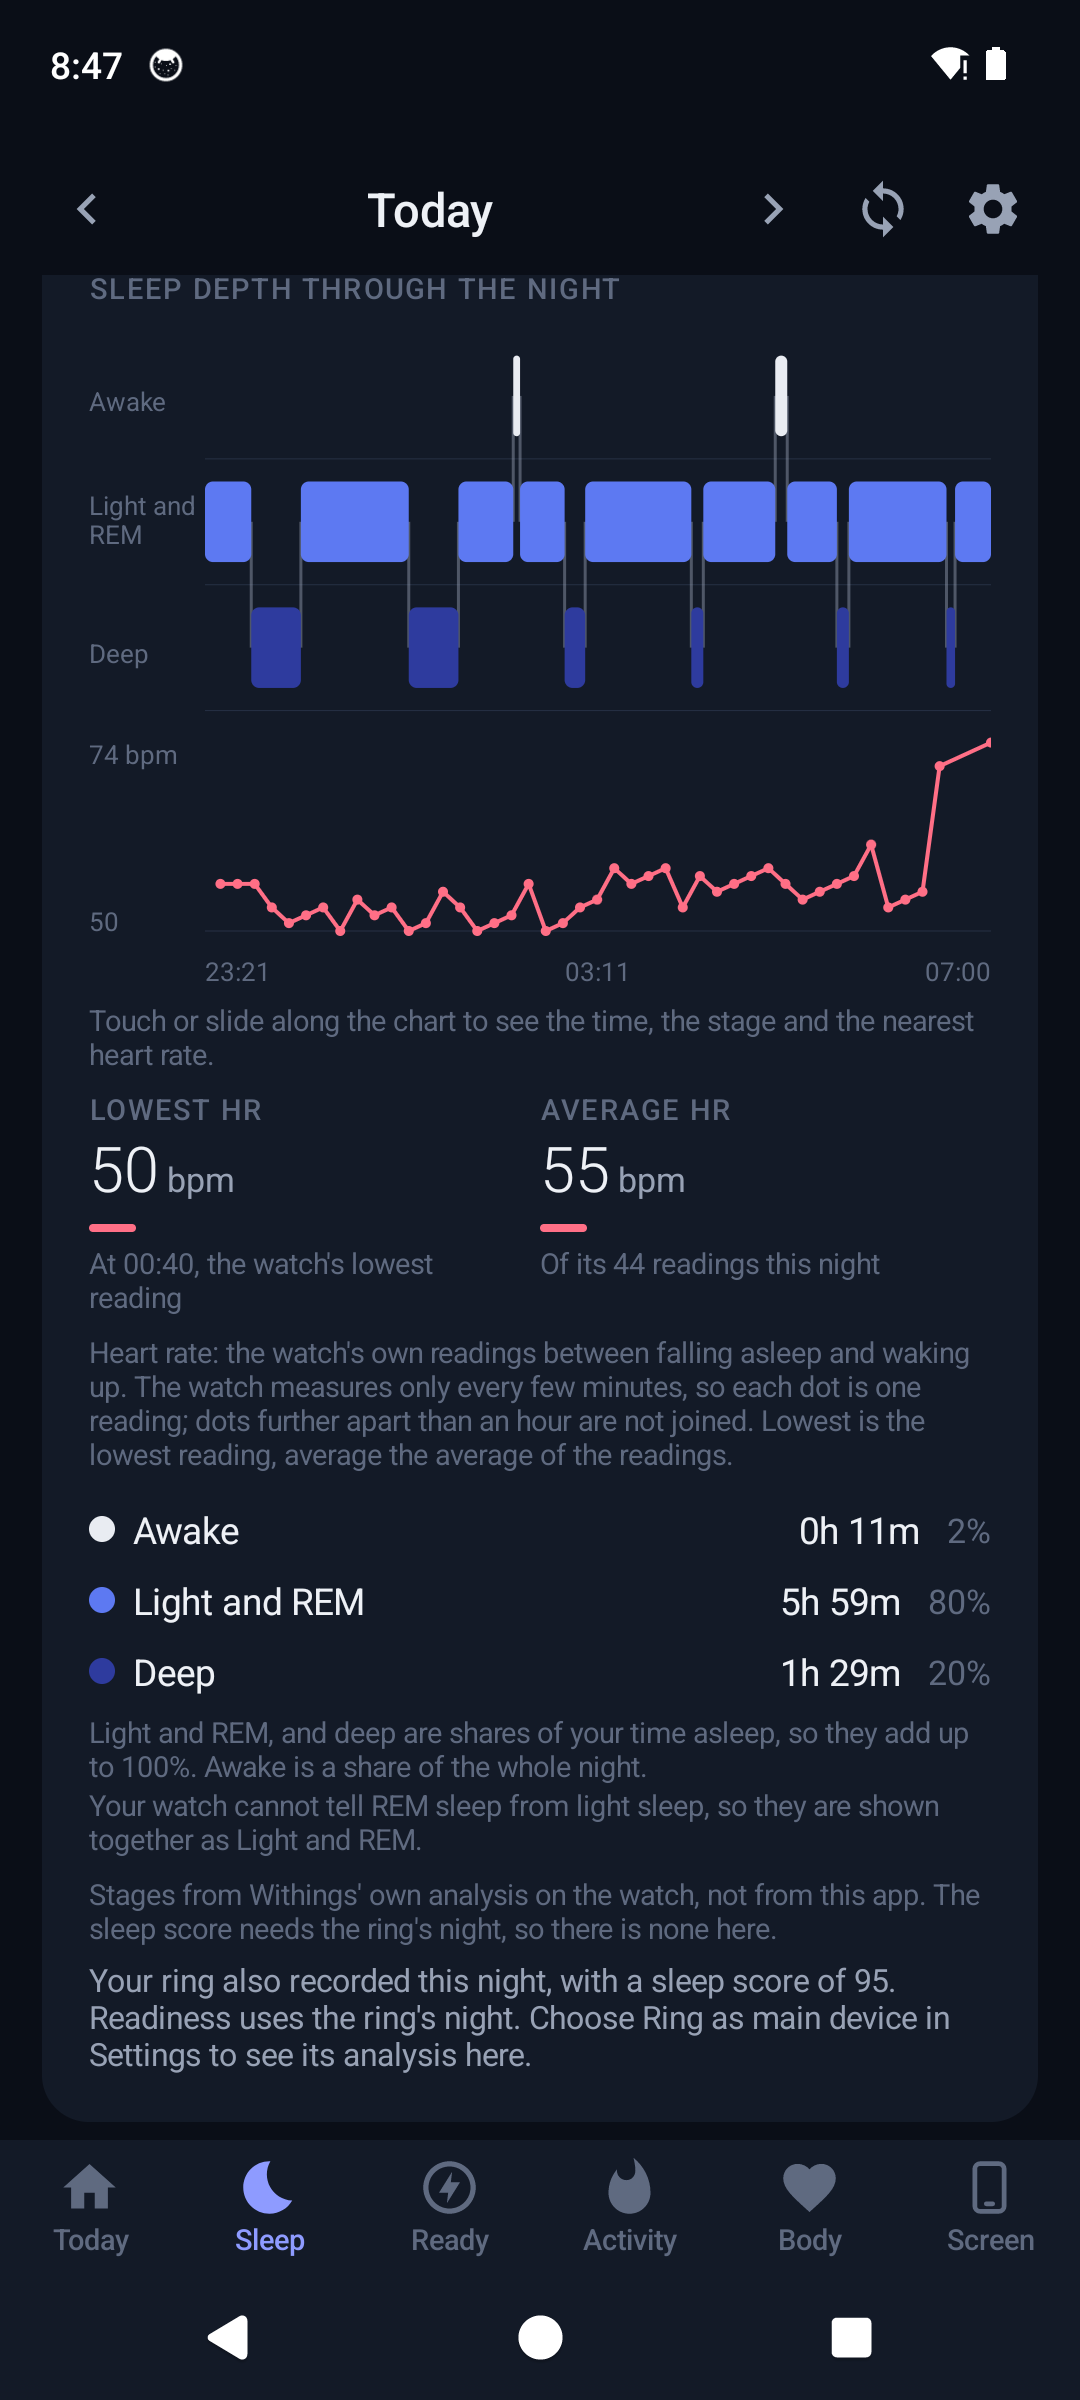 8:47
Today
SLEEP DEPTH THROUGH THE NIGHT
Awake
Light and
REM
Deep
74 bpm
50
23:21 03:11 07:00
Touch or slide along the chart to see the time, the stage and the nearest
heart rate.
LOWEST HR AVERAGE HR
50 bpm 55 bpm
At 00:40, the watch's lowest
reading
Of its 44 readings this night
Heart rate: the watch's own readings between falling asleep and waking
up. The watch measures only every few minutes, so each dot is one
reading; dots further apart than an hour are not joined. Lowest is the
lowest reading, average the average of the readings.
Awake 0h 11m 2%
Light and REM 5h 59m 80%
Deep 1h 29m 20%
Light and REM, and deep are shares of your time asleep, so they add up
to 100%. Awake is a share of the whole night.
Your watch cannot tell REM sleep from light sleep, so they are shown
together as Light and REM.
Stages from Withings' own analysis on the watch, not from this app. The
sleep score needs the ring's night, so there is none here.
Your ring also recorded this night, with a sleep score of 95.
Readiness uses the ring's night. Choose Ring as main device in
Settings to see its analysis here.
Today Sleep Ready Activity Body Screen